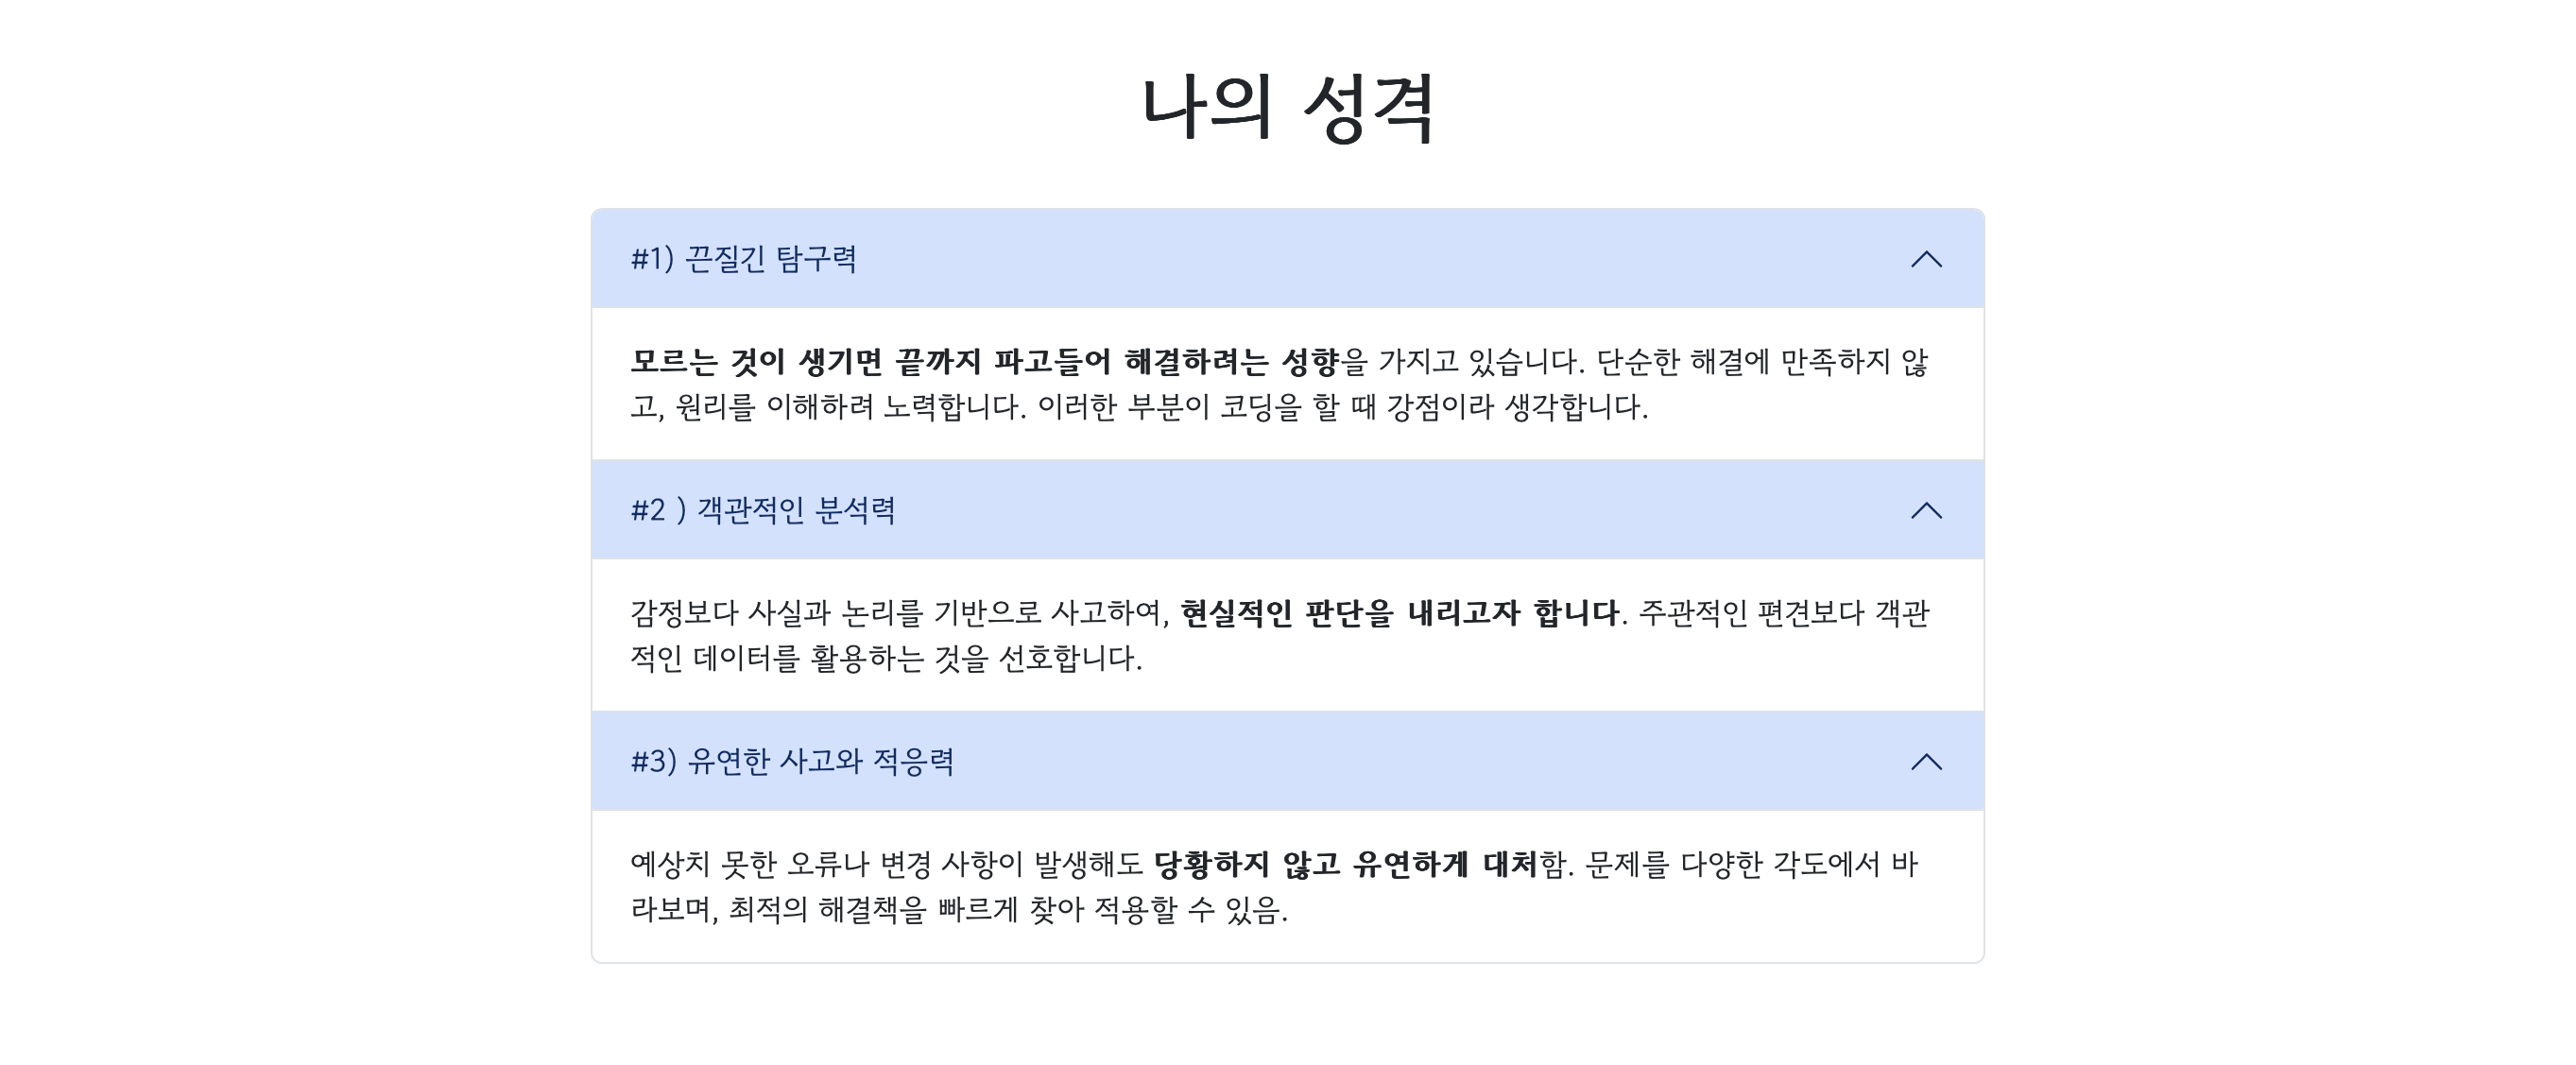 나의 성격
#1) 끈질긴 탐구력
모르는 것이 생기면 끝까지 파고들어 해결하려는 성향을 가지고 있습니다. 단순한 해결에 만족하지 않
고, 원리를 이해하려 노력합니다. 이러한 부분이 코딩을 할 때 강점이라 생각합니다.
#2 ) 객관적인 분석력
감정보다 사실과 논리를 기반으로 사고하여, 현실적인 판단을 내리고자 합니다. 주관적인 편견보다 객관
적인 데이터를 활용하는 것을 선호합니다.
#3) 유연한 사고와 적응력
예상치 못한 오류나 변경 사항이 발생해도 당황하지 않고 유연하게 대처함. 문제를 다양한 각도에서 바
라보며, 최적의 해결책을 빠르게 찾아 적용할 수 있음.